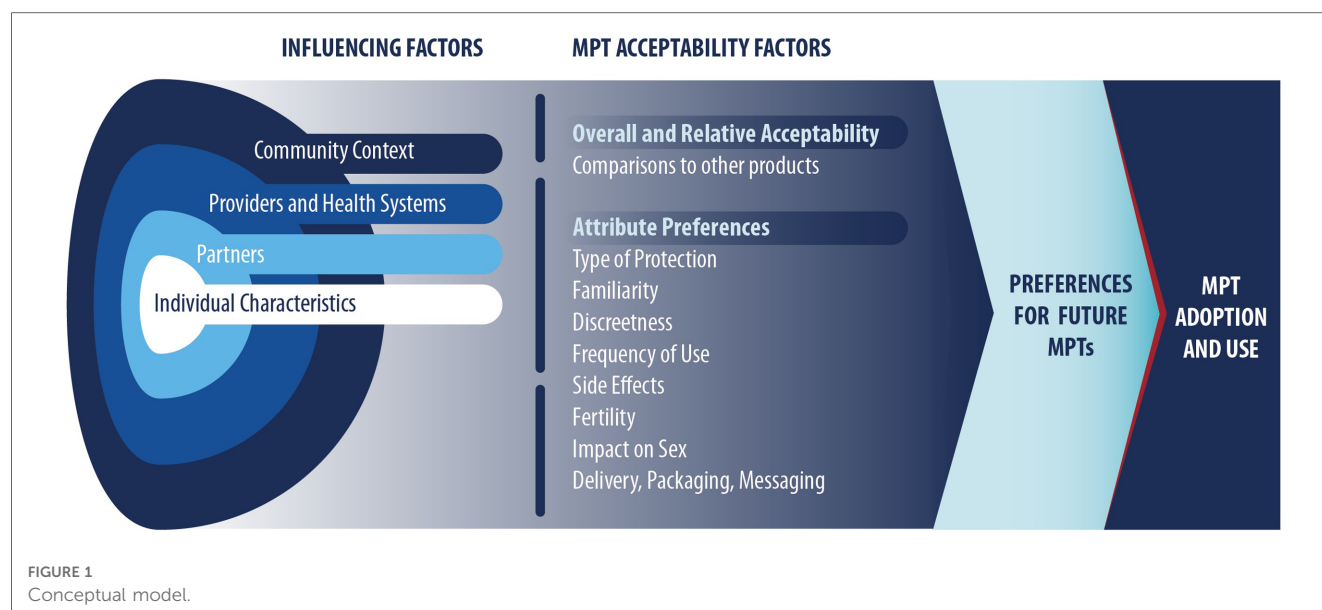 INFLUENCING FACTORS
MPT ACCEPTABILITY FACTORS
Community Context
Providers and Health Systems
Partners
Individual Characteristics
Overall and Relative Acceptability
Comparisons to other products
Attribute Preferences
Type of Protection
Familiarity
Discreetness
Frequency of Use
Side Effects
Fertility
Impact on Sex
Delivery, Packaging, Messaging
PREFERENCES
FOR FUTURE
MPTs
MPT
ADOPTION
AND USE
FIGURE 1
Conceptual model.